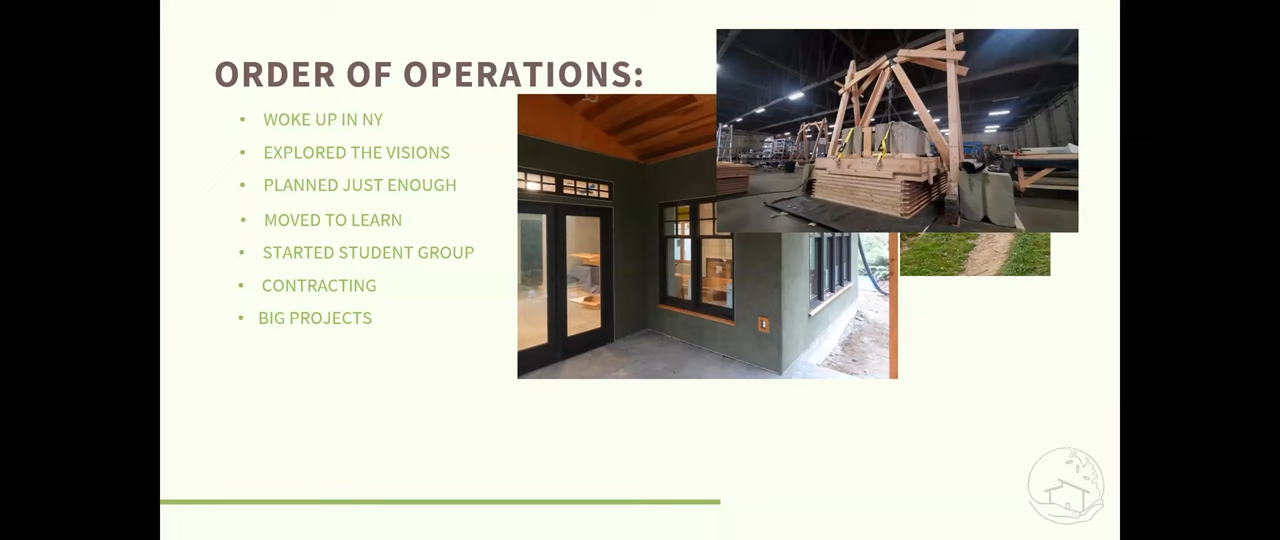 ORDER OF OPERATIONS:
• WOKE UP IN NY
• EXPLORED THE VISIONS
• PLANNED JUST ENOUGH
• MOVED TO LEARN
• STARTED STUDENT GROUP
• CONTRACTING
• BIG PROJECTS